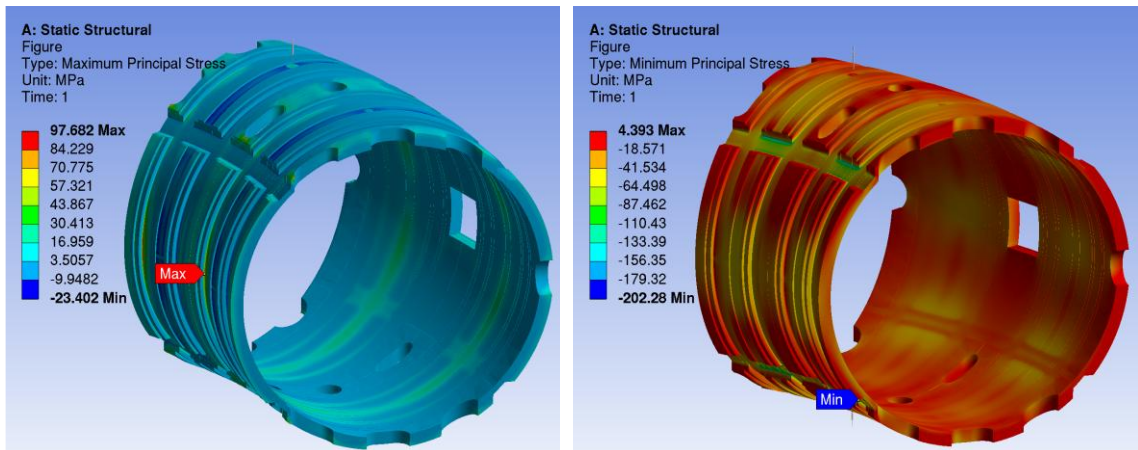 A: Static Structural
Figure
Type: Maximum Principal Stress
Unit: MPa
Time: 1
97.682 Max
84.229
70.775
57.321
43.867
30.413
16.959
3.5057
-9.9482
-23.402 Min
Max
A: Static Structural
Figure
Type: Minimum Principal Stress
Unit: MPa
Time: 1
4.393 Max
-18.571
-41.534
-64.498
-87.462
-110.43
-133.39
-156.35
-179.32
-202.28 Min
Min